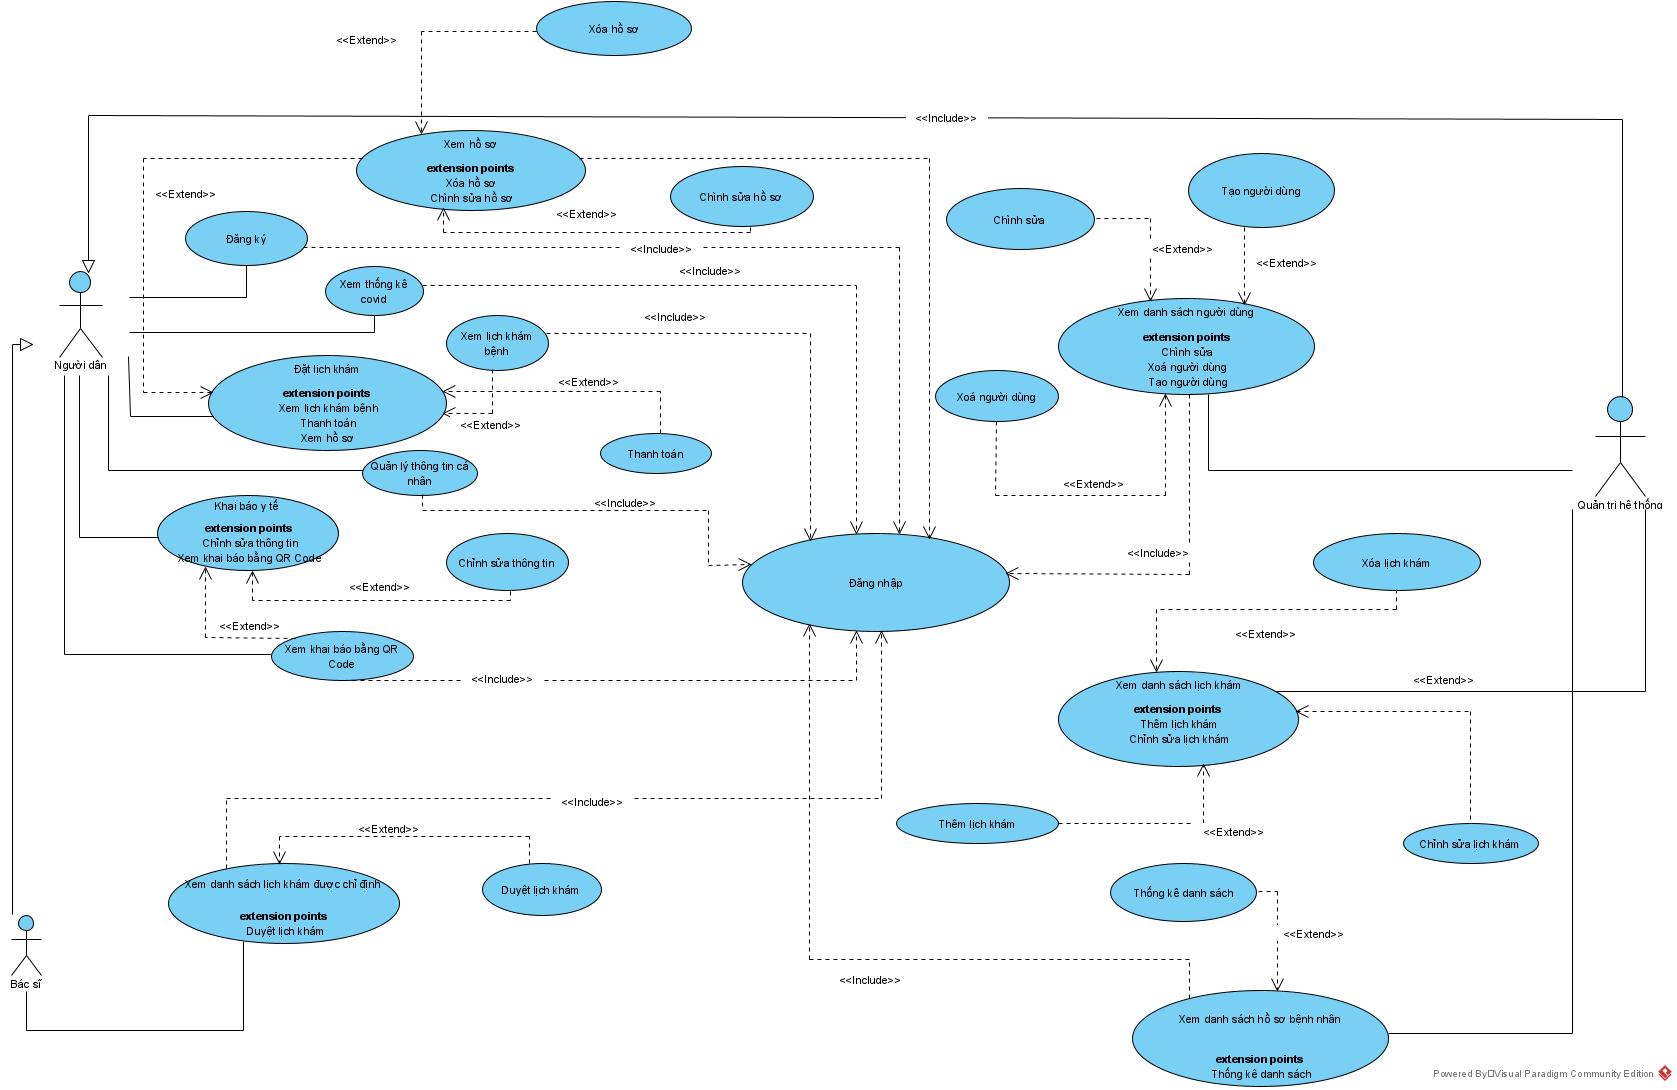 Xóa hồ sơ
<<Extend>>
<<Include>>
Xem hồ sơ
extension points
Xóa hồ sơ
Chỉnh sửa hồ sơ
<<Extend>>
Chỉnh sửa hồ sơ
<<Extend>>
Tạo người dùng
Chỉnh sửa
Đăng ký
<<Include>>
<<Extend>>
<<Extend>>
Xem thống kê
covid
<<Include>>
Xem danh sách người dùng
extension points
Chỉnh sửa
Xoá người dùng
Tạo người dùng
Xem lịch khám
bệnh
<<Include>>
Người dân
Đặt lịch khám
extension points
Xem lịch khám bệnh
Thanh toán
Xem hồ sơ
<<Extend>>
<<Extend>>
Xoá người dùng
Thanh toán
Quản lý thông tin cá
nhân
<<Extend>>
<<Include>>
Quản trị hệ thống
Khai báo y tế
extension points
Chỉnh sửa thông tin
Xem khai báo bằng QR Code
Chỉnh sửa thông tin
<<Include>>
Đăng nhập
Xóa lịch khám
<<Extend>>
<<Extend>>
<<Extend>>
Xem khai báo bằng QR
Code
<<Include>>
Xem danh sách lịch khám
extension points
Thêm lịch khám
Chỉnh sửa lịch khám
<<Extend>>
<<Include>>
<<Extend>>
Thêm lịch khám
<<Extend>>
Chỉnh sửa lịch khám
Xem danh sách lịch khám được chỉ định
extension points
Duyệt lịch khám
Duyệt lịch khám
Thống kê danh sách
<<Extend>>
Bác sĩ
<<Include>>
Xem danh sách hồ sơ bệnh nhân
extension points
Thống kê danh sách
Powered By□Visual Paradigm Community Edition